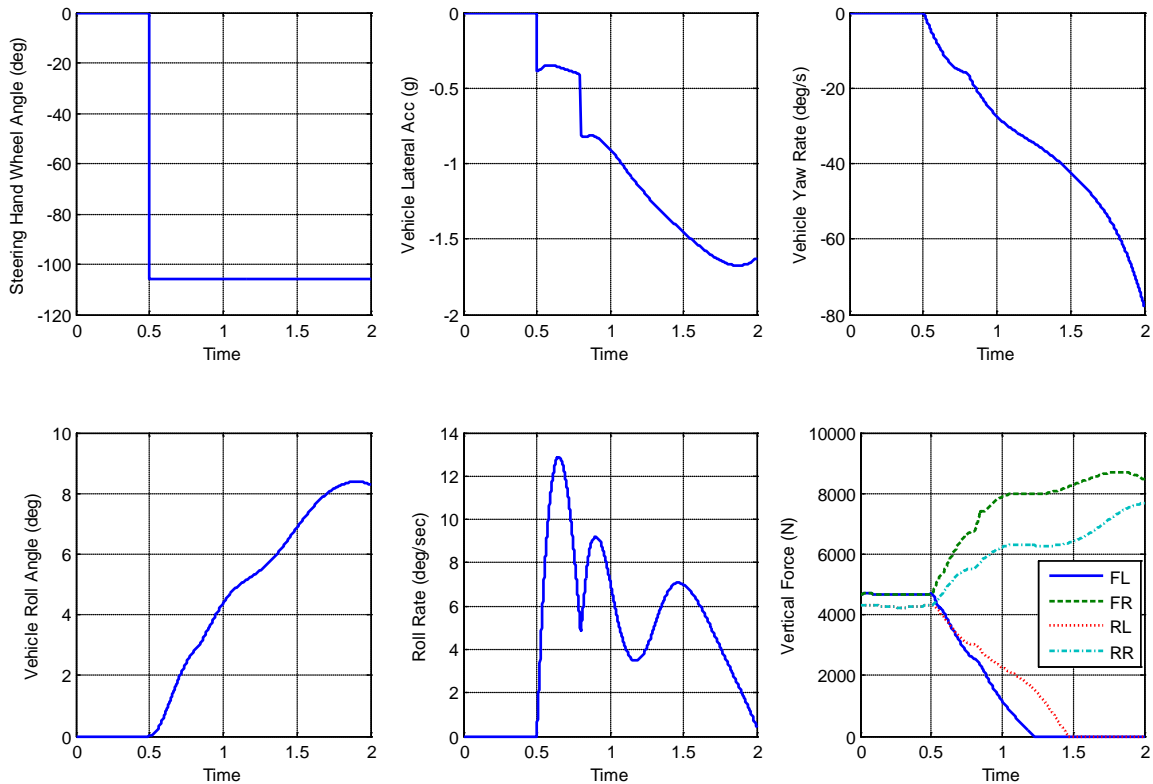 Steering Hand Wheel Angle (deg)
0
-20
-40
-60
-80
-100
-120
0 0.5 1 1.5 2
Time
Vehicle Lateral Acc (g)
0
-0.5
-1
-1.5
-2
0 0.5 1 1.5 2
Time
Vehicle Yaw Rate (deg/s)
0
-20
-40
-60
-80
0 0.5 1 1.5 2
Time
Vehicle Roll Angle (deg)
10
8
6
4
2
0
0 0.5 1 1.5 2
Time
Roll Rate (deg/sec)
14
12
10
8
6
4
2
0
0 0.5 1 1.5 2
Time
Vertical Force (N)
10000
8000
6000
4000
2000
0
0 0.5 1 1.5 2
Time
FL
FR
RL
RR